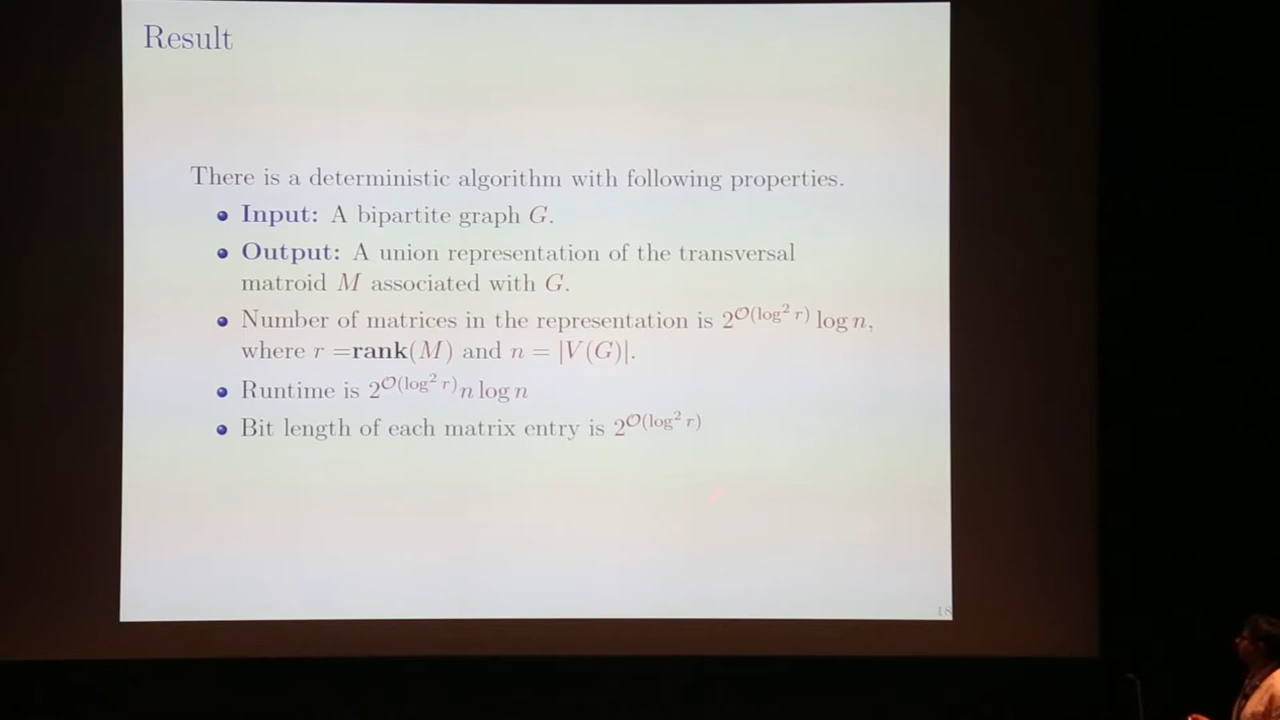 Result
There is a deterministic algorithm with following properties.
• Input: A bipartite graph G.
• Output: A union representation of the transversal
matroid M associated with G.
• Number of matrices in the representation is 2^{O(log² r)} log n,
where r =rank(M) and n = |V(G)|.
• Runtime is 2^{O(log² r)} n log n
• Bit length of each matrix entry is 2^{O(log² r)}
18